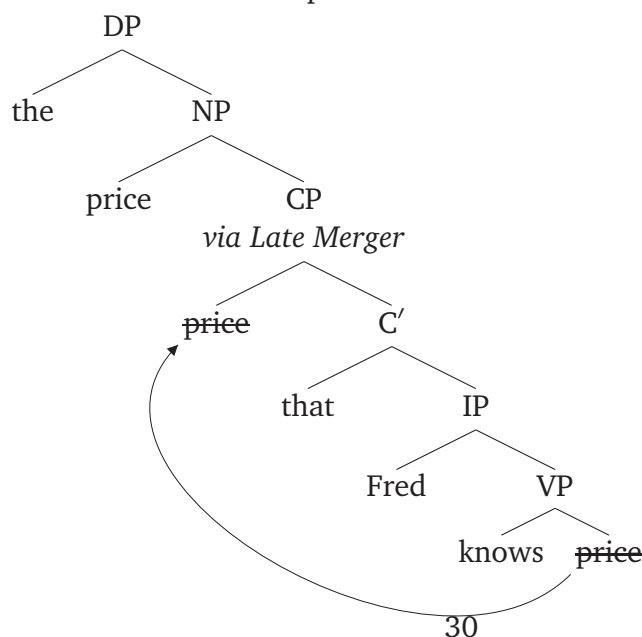 DP
the NP
price CP
via Late Merger
price C′
that IP
Fred VP
knows price
30